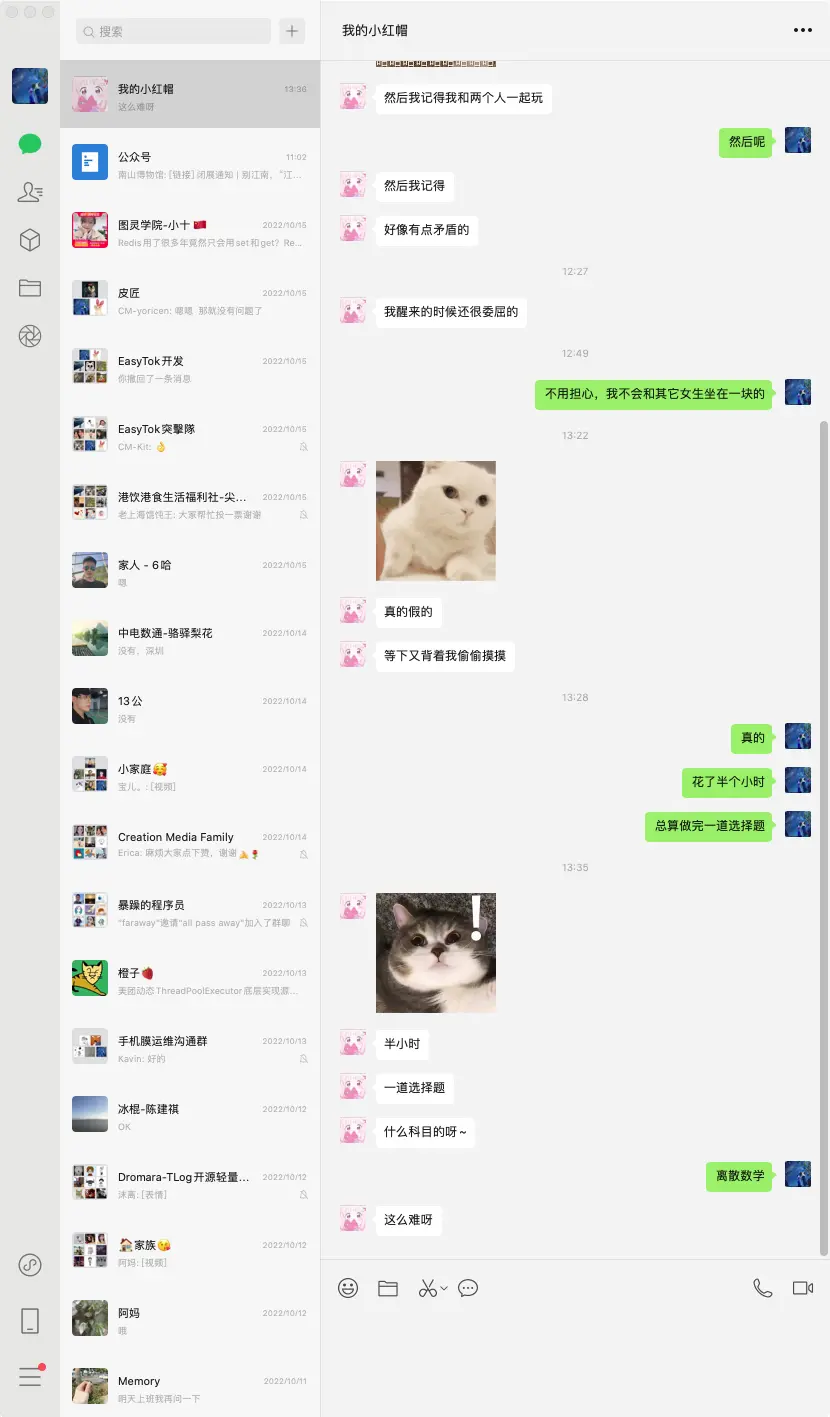 搜索
我的小红帽
13:36
这么难呀
公众号
11:02
南山博物馆: [链接] 闭展通知 | 别江南，“江...
图灵学院-小十 🇨🇳
2022/10/15
Redis用了很多年竟然只会用set和get？Re...
皮匠
2022/10/15
CM-yoricen: 嗯嗯 那就没有问题了
EasyTok开发
2022/10/15
你撤回了一条消息
EasyTok突擊隊
2022/10/15
CM-Kit: 👌
港饮港食生活福利社-尖...
2022/10/15
老上海馄饨王: 大家帮忙投一票谢谢
家人 - 6哈
2022/10/15
嗯
中电数通-骆驿梨花
2022/10/14
没有，深圳
13公
2022/10/14
没有
小家庭🥰
2022/10/14
宝儿。: [视频]
Creation Media Family
2022/10/14
Erica: 麻烦大家点下赞，谢谢🙏🌹
暴躁的程序员
2022/10/13
"faraway"邀请"all pass away"加入了群聊
橙子🍓
2022/10/13
美团动态ThreadPoolExecutor底层实现源...
手机膜运维沟通群
2022/10/13
Kavin: 好的
冰棍-陈建祺
2022/10/12
OK
Dromara-TLog开源轻量...
2022/10/12
沐离: [表情]
🏠家族😘
2022/10/12
阿妈: [视频]
阿妈
2022/10/12
哦
Memory
2022/10/11
明天上班我再问一下
我的小红帽
然后我记得我和两个人一起玩
然后呢
然后我记得
好像有点矛盾的
12:27
我醒来的时候还很委屈的
12:49
不用担心，我不会和其它女生坐在一块的
13:22
真的假的
等下又背着我偷偷摸摸
13:28
真的
花了半个小时
总算做完一道选择题
13:35
半小时
一道选择题
什么科目的呀~
离散数学
这么难呀